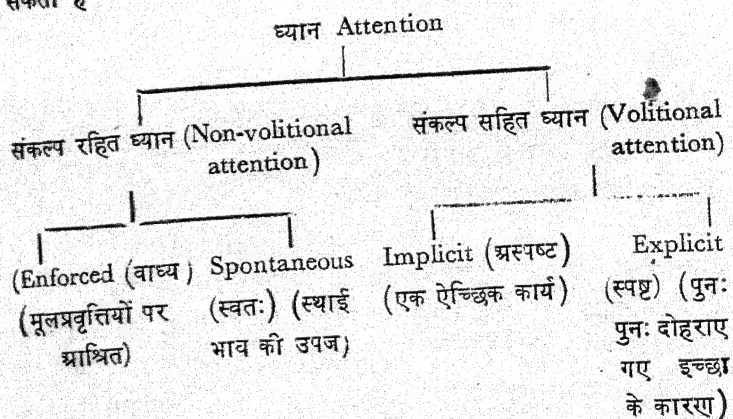 सकता है
ध्यान Attention
संकल्प रहित ध्यान (Non-volitional
attention)
संकल्प सहित ध्यान (Volitional
attention)
(Enforced (वाध्य)
(मूलप्रवृत्तियों पर
आश्रित)
Spontaneous
(स्वतः) (स्थाई
भाव की उपज)
Implicit (अस्पष्ट)
(एक ऐच्छिक कार्य)
Explicit
(स्पष्ट) (पुनः
पुनः दोहराए
गए इच्छा
के कारण)